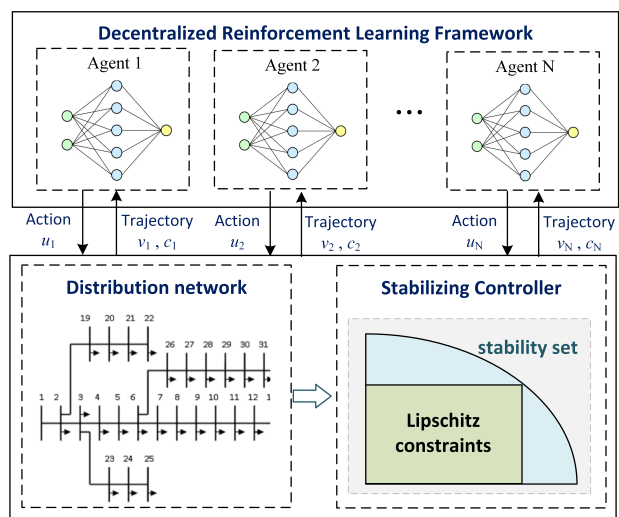 Decentralized Reinforcement Learning Framework
Agent 1
Agent 2
Agent N
...
Action
u1
Trajectory
v1 , c1
Action
u2
Trajectory
v2 , c2
Action
uN
Trajectory
vN, cN
Distribution network
19 20 21 22
26 27 28 29 30 31
1 2 3 4 5 6 7 8 9 10 11 12 1
23 24 25
Stabilizing Controller
stability set
Lipschitz
constraints